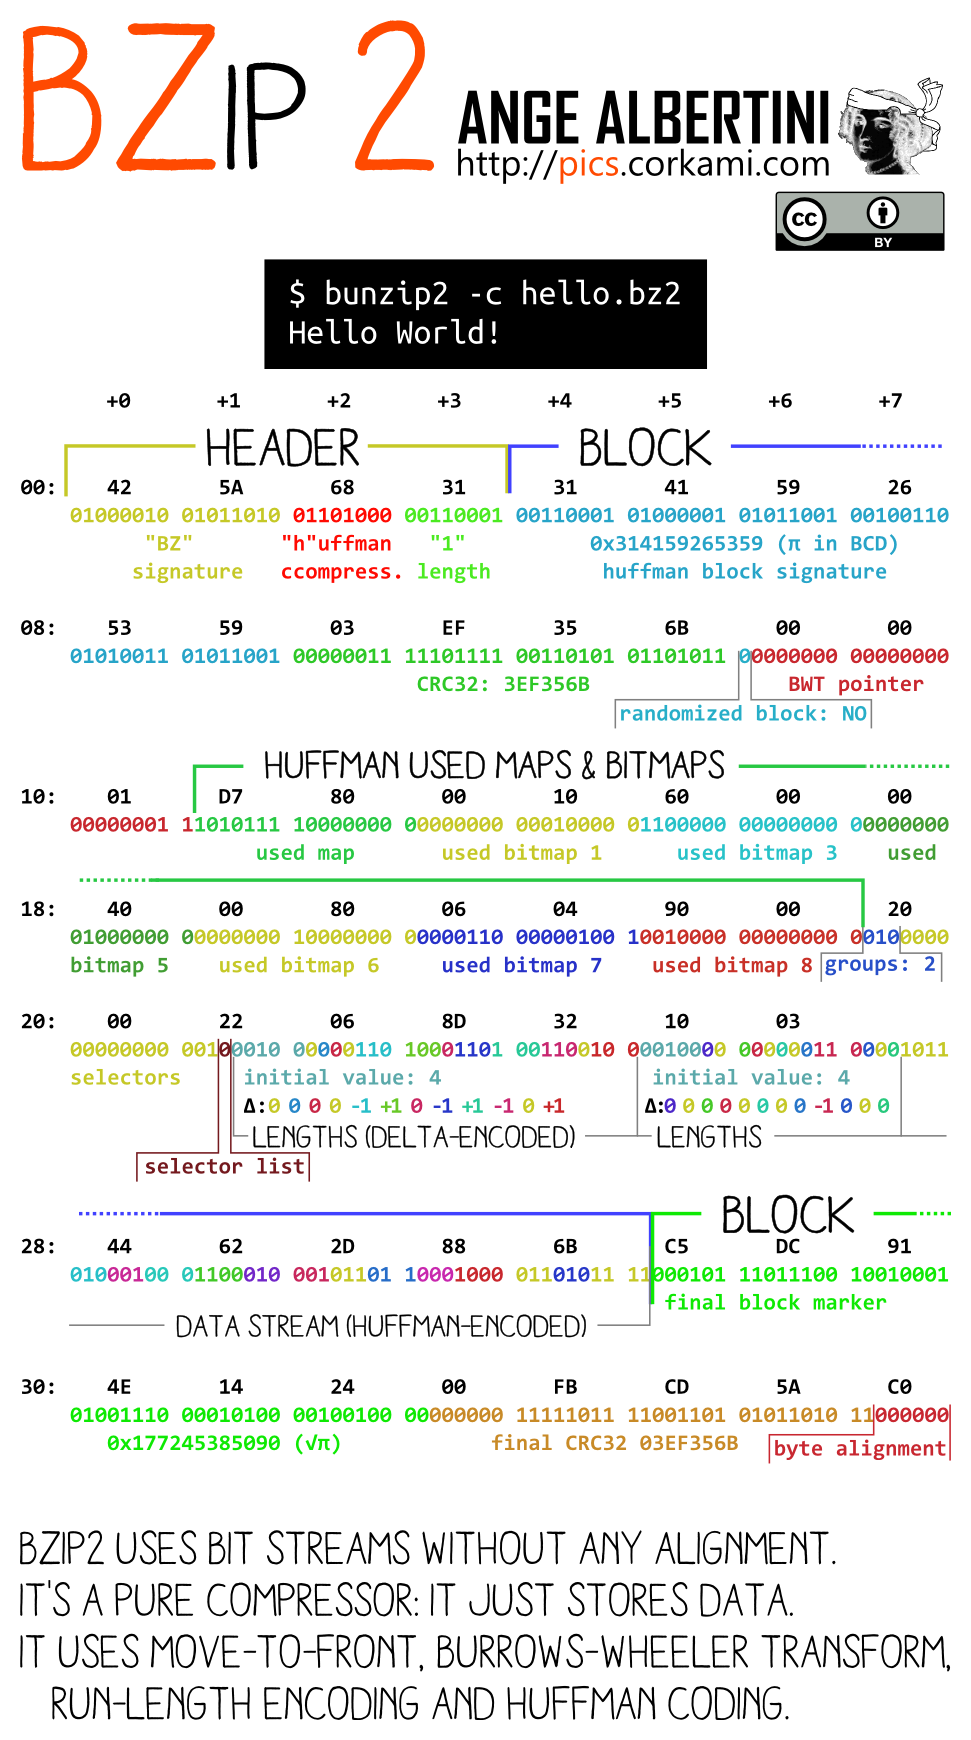 BZip 2
ANGE ALBERTINI
http://pics.corkami.com
cc BY
$ bunzip2 -c hello.bz2
Hello World!
+0 +1 +2 +3 +4 +5 +6 +7
HEADER BLOCK
00: 42 5A 68 31 31 41 59 26
01000010 01011010 01101000 00110001 00110001 01000001 01011001 00100110
"BZ" "h"uffman "1" 0x314159265359 (π in BCD)
signature ccompress. length huffman block signature
08: 53 59 03 EF 35 6B 00 00
01010011 01011001 00000011 11101111 00110101 01101011 00000000 00000000
CRC32: 3EF356B BWT pointer
randomized block: NO
HUFFMAN USED MAPS & BITMAPS
10: 01 D7 80 00 10 60 00 00
00000001 11010111 10000000 00000000 00010000 01100000 00000000 00000000
used map used bitmap 1 used bitmap 3 used
18: 40 00 80 06 04 90 00 20
01000000 00000000 10000000 00000110 00000100 10010000 00000000 00100000
bitmap 5 used bitmap 6 used bitmap 7 used bitmap 8 groups: 2
20: 00 22 06 8D 32 10 03
00000000 00100010 00000110 10001101 00110010 00010000 00000011 00001011
selectors initial value: 4 initial value: 4
Δ:0 0 0 0 -1 +1 0 -1 +1 -1 0 +1 Δ:0 0 0 0 0 0 0 0 -1 0 0 0
LENGTHS (DELTA-ENCODED) LENGTHS
selector list
BLOCK
28: 44 62 2D 88 6B C5 DC 91
01000100 01100010 00101101 10001000 01101011 11000101 11011100 10010001
final block marker
DATA STREAM (HUFFMAN-ENCODED)
30: 4E 14 24 00 FB CD 5A C0
01001110 00010100 00100100 00000000 11111011 11001101 01011010 11000000
0x177245385090 (√π) final CRC32 03EF356B byte alignment
BZIP2 USES BIT STREAMS WITHOUT ANY ALIGNMENT.
IT'S A PURE COMPRESSOR: IT JUST STORES DATA.
IT USES MOVE-TO-FRONT, BURROWS-WHEELER TRANSFORM,
RUN-LENGTH ENCODING AND HUFFMAN CODING.